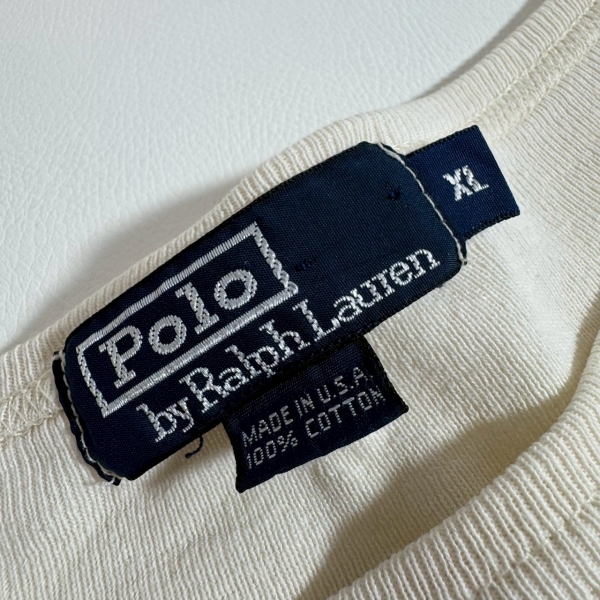 Polo
by Ralph Lauren
XL
MADE IN U.S.A.
100% COTTON